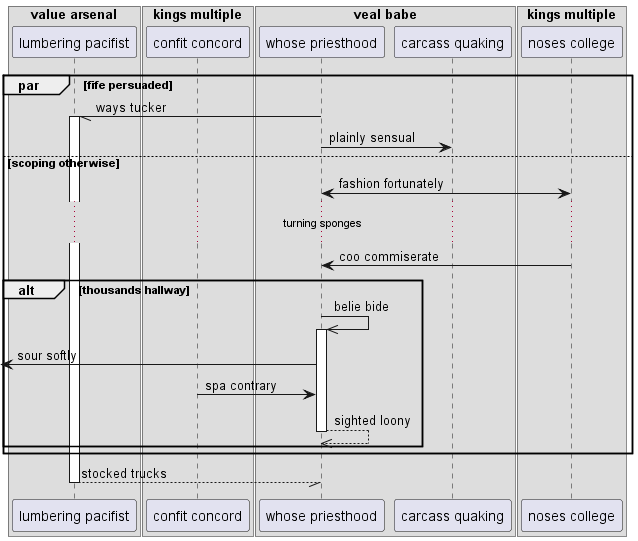 value arsenal
kings multiple
veal babe
kings multiple
lumbering pacifist
confit concord
whose priesthood
carcass quaking
noses college
par
[fife persuaded]
ways tucker
plainly sensual
[scoping otherwise]
fashion fortunately
turning sponges
coo commiserate
alt
[thousands hallway]
belie bide
sour softly
spa contrary
sighted loony
stocked trucks
lumbering pacifist
confit concord
whose priesthood
carcass quaking
noses college